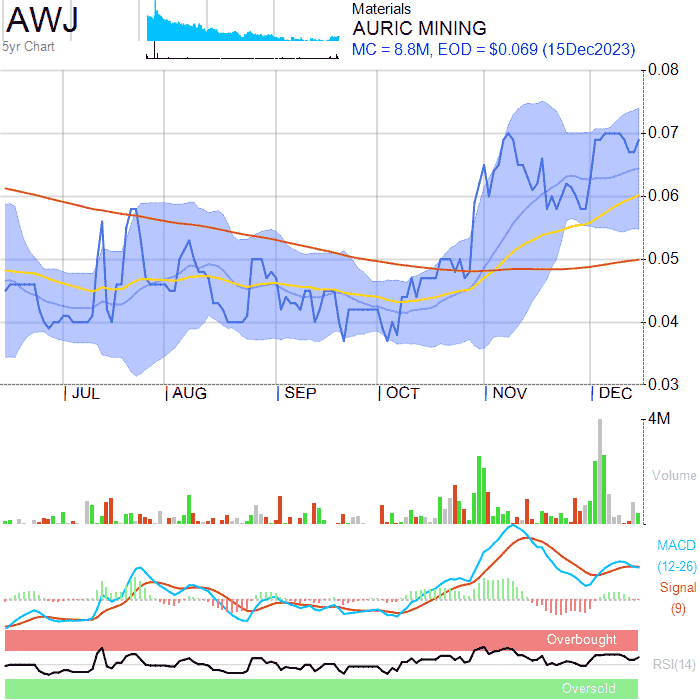 AWJ
5yr Chart
Materials
AURIC MINING
MC = 8.8M, EOD = $0.069 (15Dec2023)
0.08
0.07
0.06
0.05
0.04
0.03
JUL AUG SEP OCT NOV DEC
4M
Volume
MACD
(12-26)
Signal
(9)
Overbought
RSI(14)
Oversold